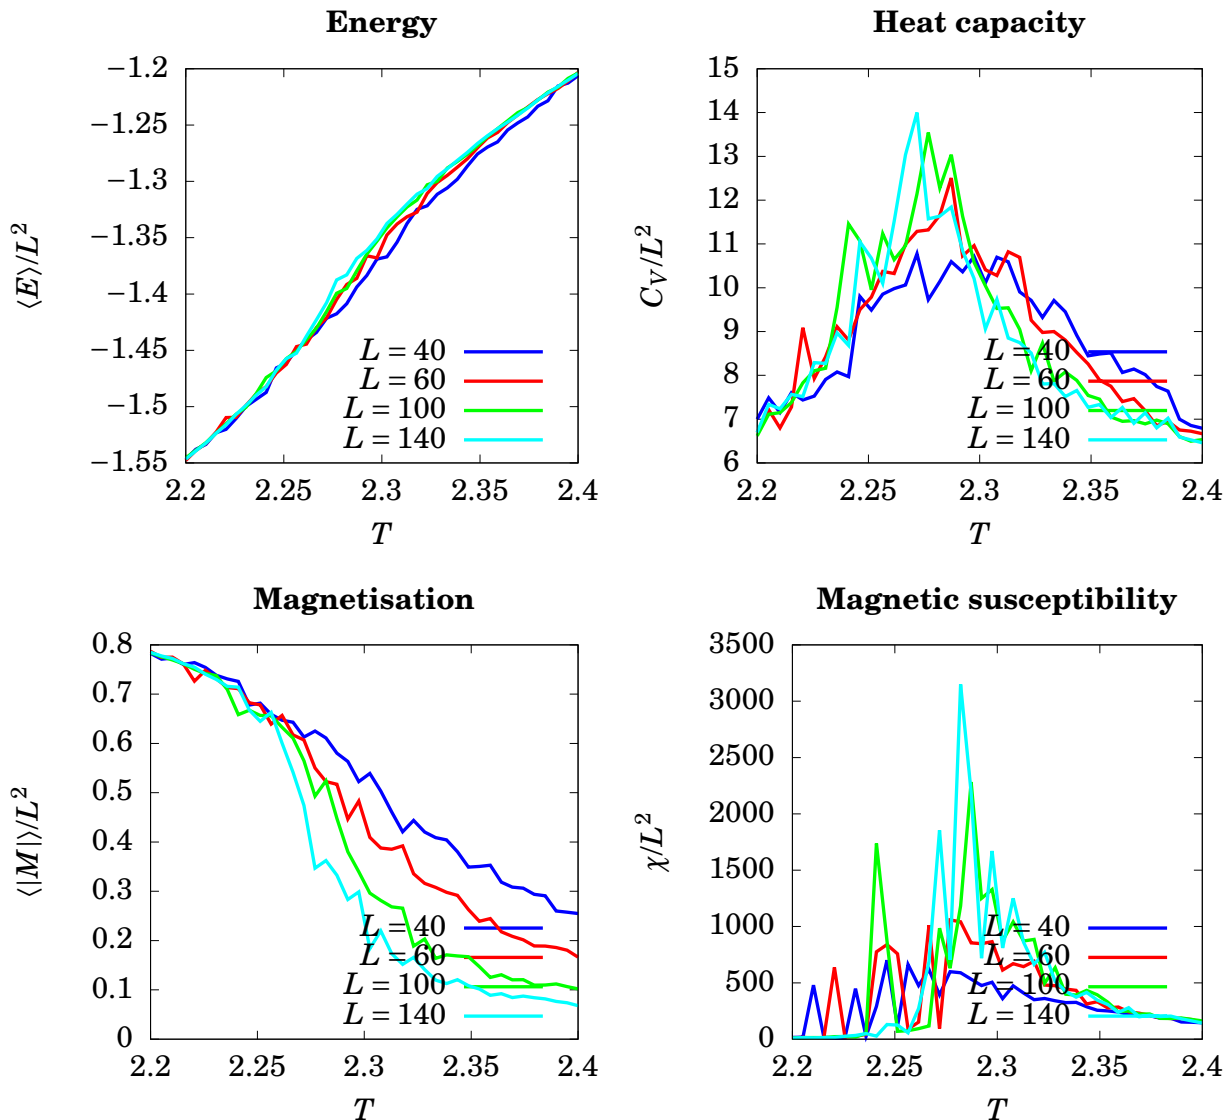 Energy
−1.2
−1.25
−1.3
−1.35
−1.4
−1.45
−1.5
−1.55
⟨E⟩/L²
2.2 2.25 2.3 2.35 2.4
T
L = 40
L = 60
L = 100
L = 140
Heat capacity
15
14
13
12
11
10
9
8
7
6
C_V/L²
2.2 2.25 2.3 2.35 2.4
T
L = 40
L = 60
L = 100
L = 140
Magnetisation
0.8
0.7
0.6
0.5
0.4
0.3
0.2
0.1
0
⟨|M|⟩/L²
2.2 2.25 2.3 2.35 2.4
T
L = 40
L = 60
L = 100
L = 140
Magnetic susceptibility
3500
3000
2500
2000
1500
1000
500
0
χ/L²
2.2 2.25 2.3 2.35 2.4
T
L = 40
L = 60
L = 100
L = 140